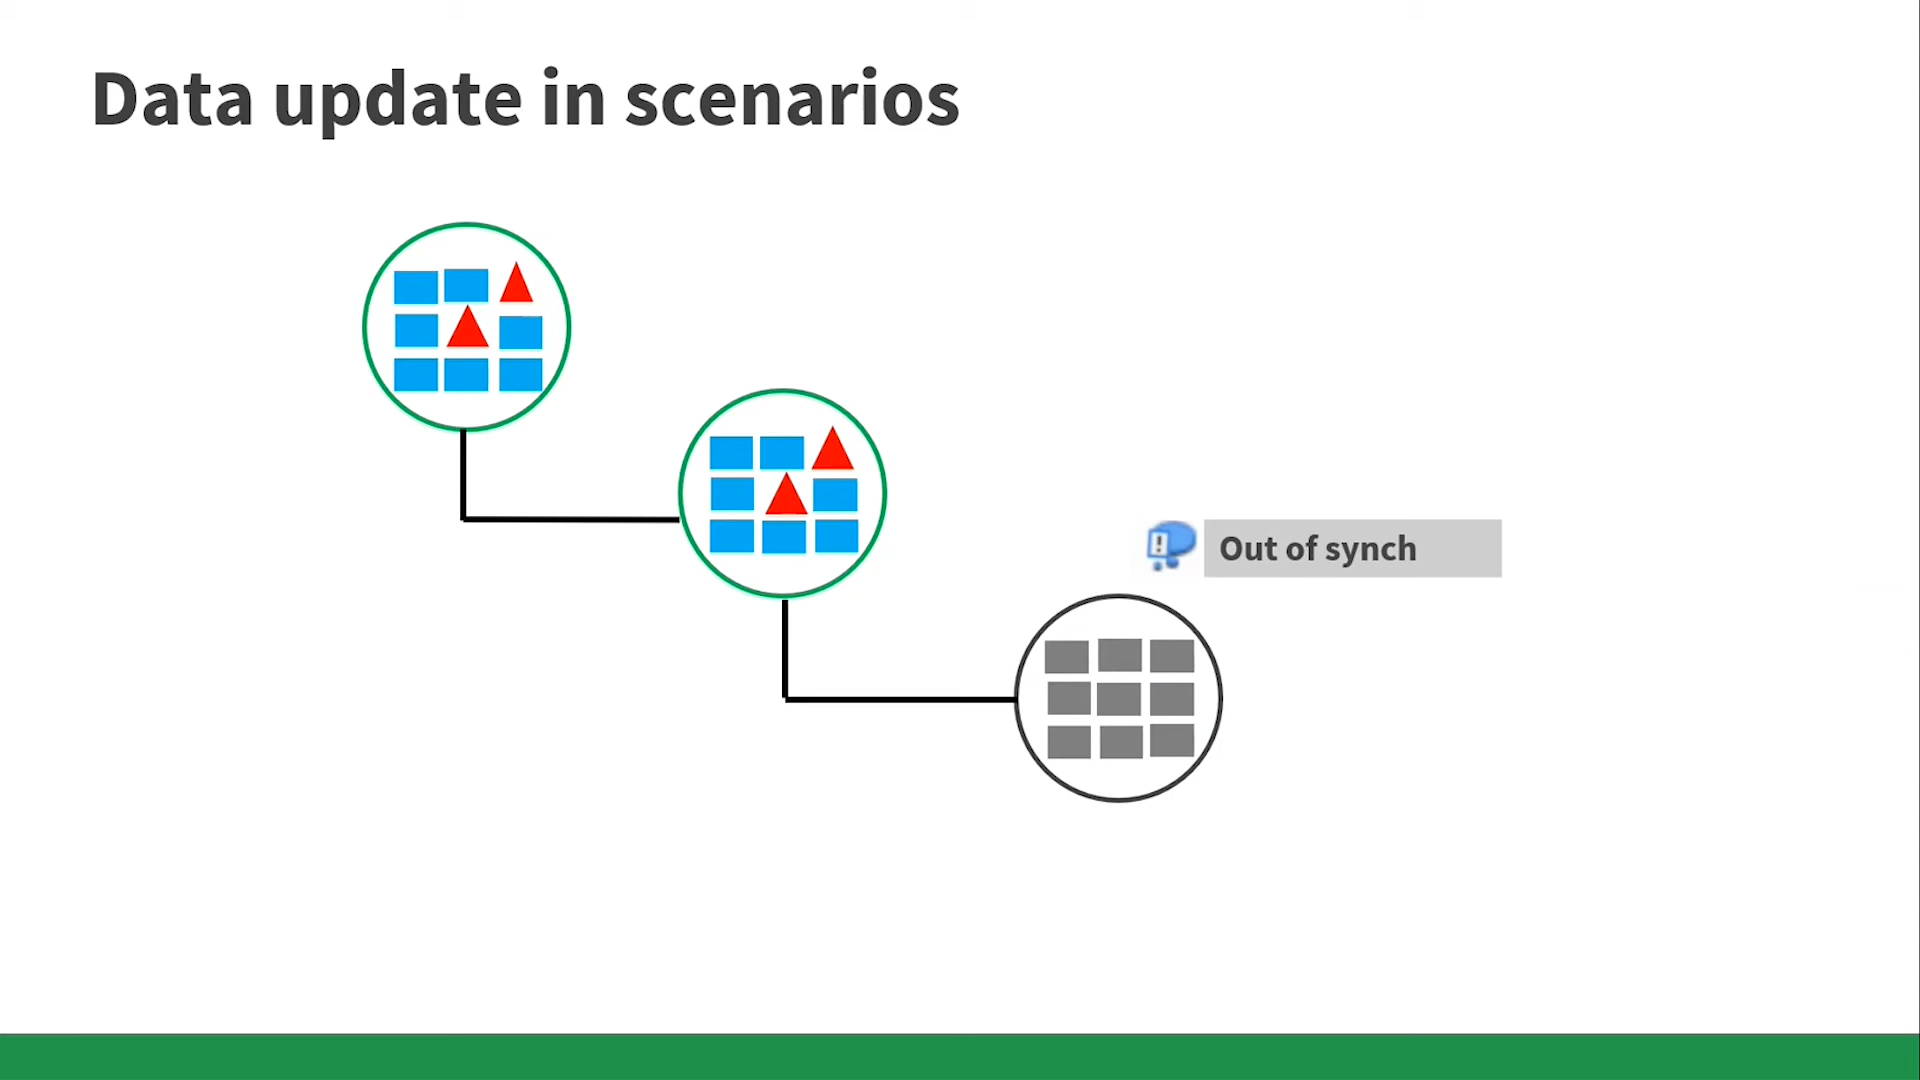 Data update in scenarios
Out of synch